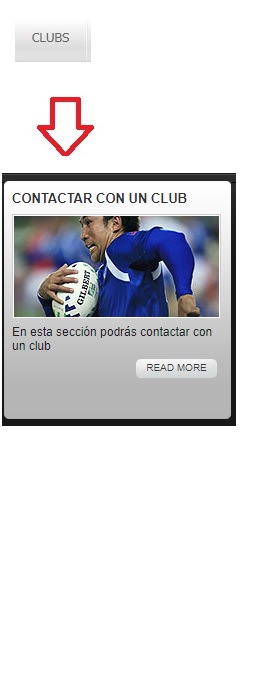 CLUBS
CONTACTAR CON UN CLUB
GILBERT
En esta sección podrás contactar con
un club
READ MORE